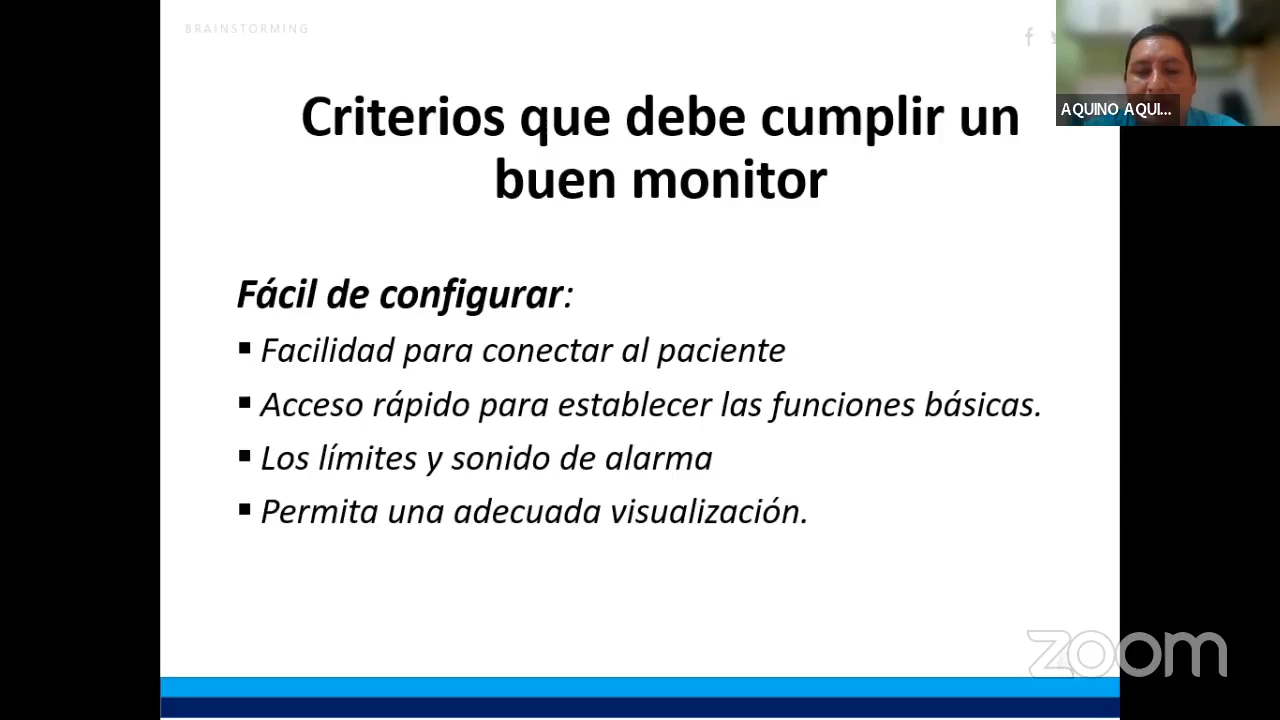 BRAINSTORMING
AQUINO AQUI...
Criterios que debe cumplir un
buen monitor
Fácil de configurar:
▪ Facilidad para conectar al paciente
▪ Acceso rápido para establecer las funciones básicas.
▪ Los límites y sonido de alarma
▪ Permita una adecuada visualización.
zoom